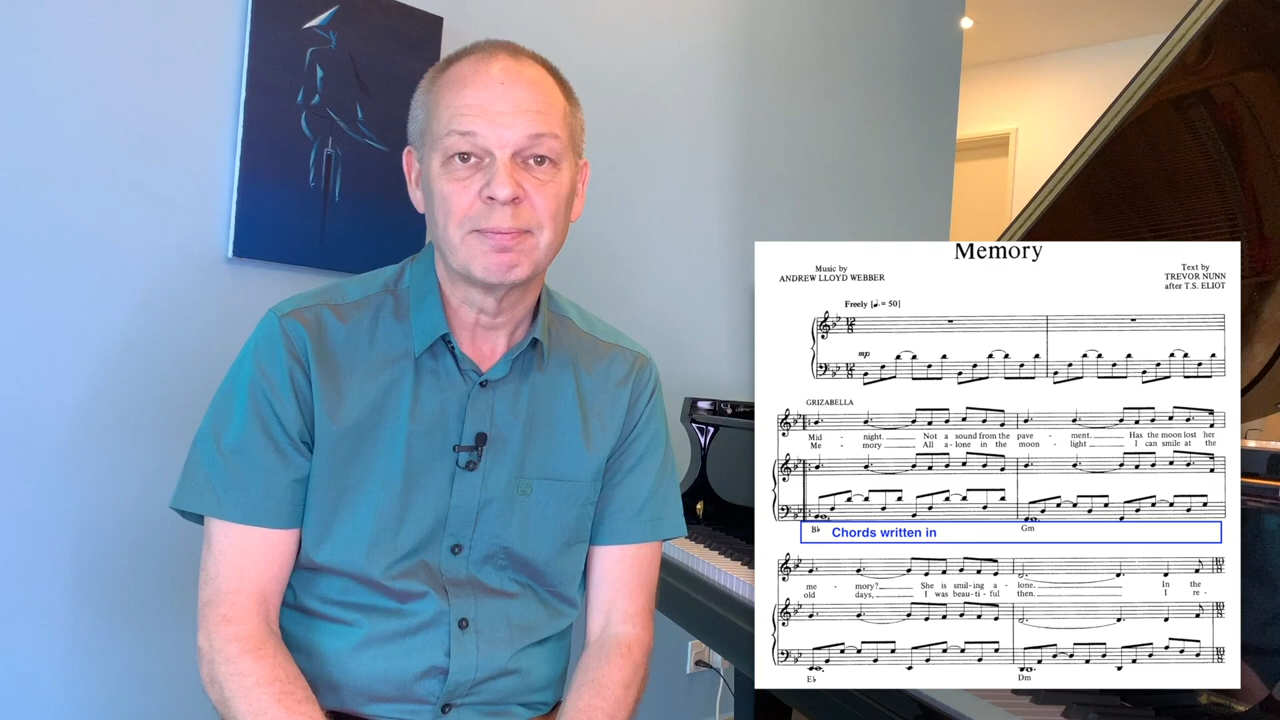 Memory
Music by
ANDREW LLOYD WEBBER
Text by
TREVOR NUNN
after T.S. ELIOT
Freely [♩. = 50]
mp
GRIZABELLA
Mid - night. Not a sound from the pave - ment. Has the moon lost her
Me - mory All a - lone in the moon - light I can smile at the
B♭ Gm
Chords written in
me - mory? She is smil - ing a - lone. In the
old days, I was beau - ti - ful then. I re -
E♭ Dm